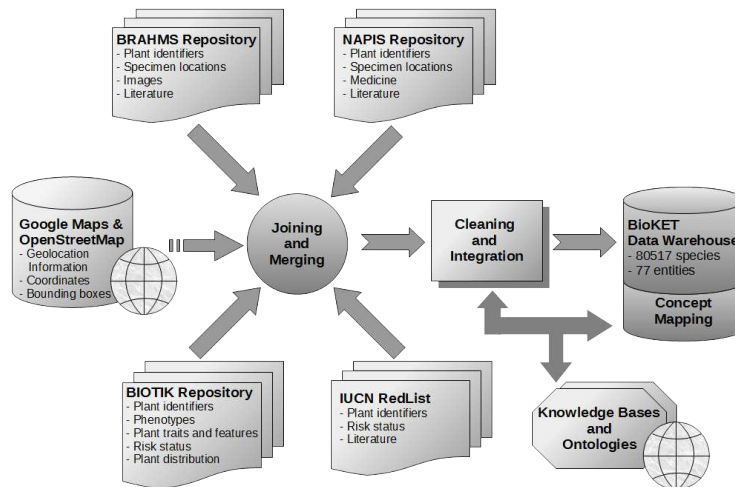 BRAHMS Repository
- Plant identifiers
- Specimen locations
- Images
- Literature
NAPIS Repository
- Plant identifiers
- Specimen locations
- Medicine
- Literature
Google Maps &
OpenStreetMap
- Geolocation
Information
- Coordinates
- Bounding boxes
Joining
and
Merging
Cleaning
and
Integration
BioKET
Data Warehouse
- 80517 species
- 77 entities
Concept
Mapping
BIOTIK Repository
- Plant identifiers
- Phenotypes
- Plant traits and features
- Risk status
- Plant distribution
IUCN RedList
- Plant identifiers
- Risk status
- Literature
Knowledge Bases
and
Ontologies